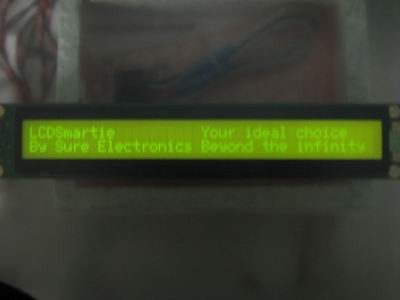 LCDSmartie Your ideal choice
By Sure Electronics Beyond the infinity